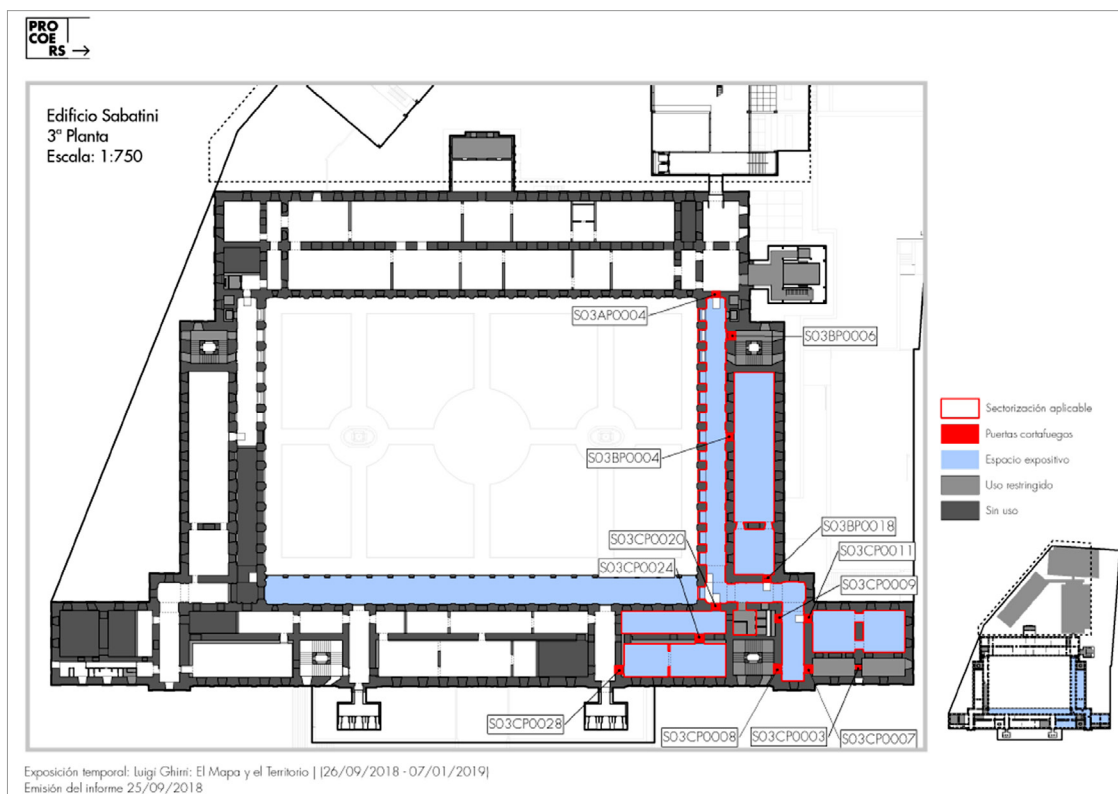 PRO
COE
RS →
Edificio Sabatini
3ª Planta
Escala: 1:750
S03AP0004
S03BP0006
S03BP0004
S03BP0018
S03CP0020
S03CP0011
S03CP0024
S03CP0009
S03CP0028
S03CP0008
S03CP0003
S03CP0007
Sectorización aplicable
Puertas cortafuegos
Espacio expositivo
Uso restringido
Sin uso
Exposición temporal: Luigi Ghirri: El Mapa y el Territorio | (26/09/2018 - 07/01/2019)
Emisión del informe 25/09/2018